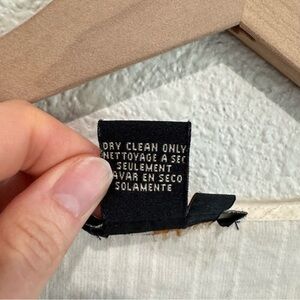 DRY CLEAN ONLY
NETTOYAGE A SEC
SEULEMENT
LAVAR EN SECO
SOLAMENTE